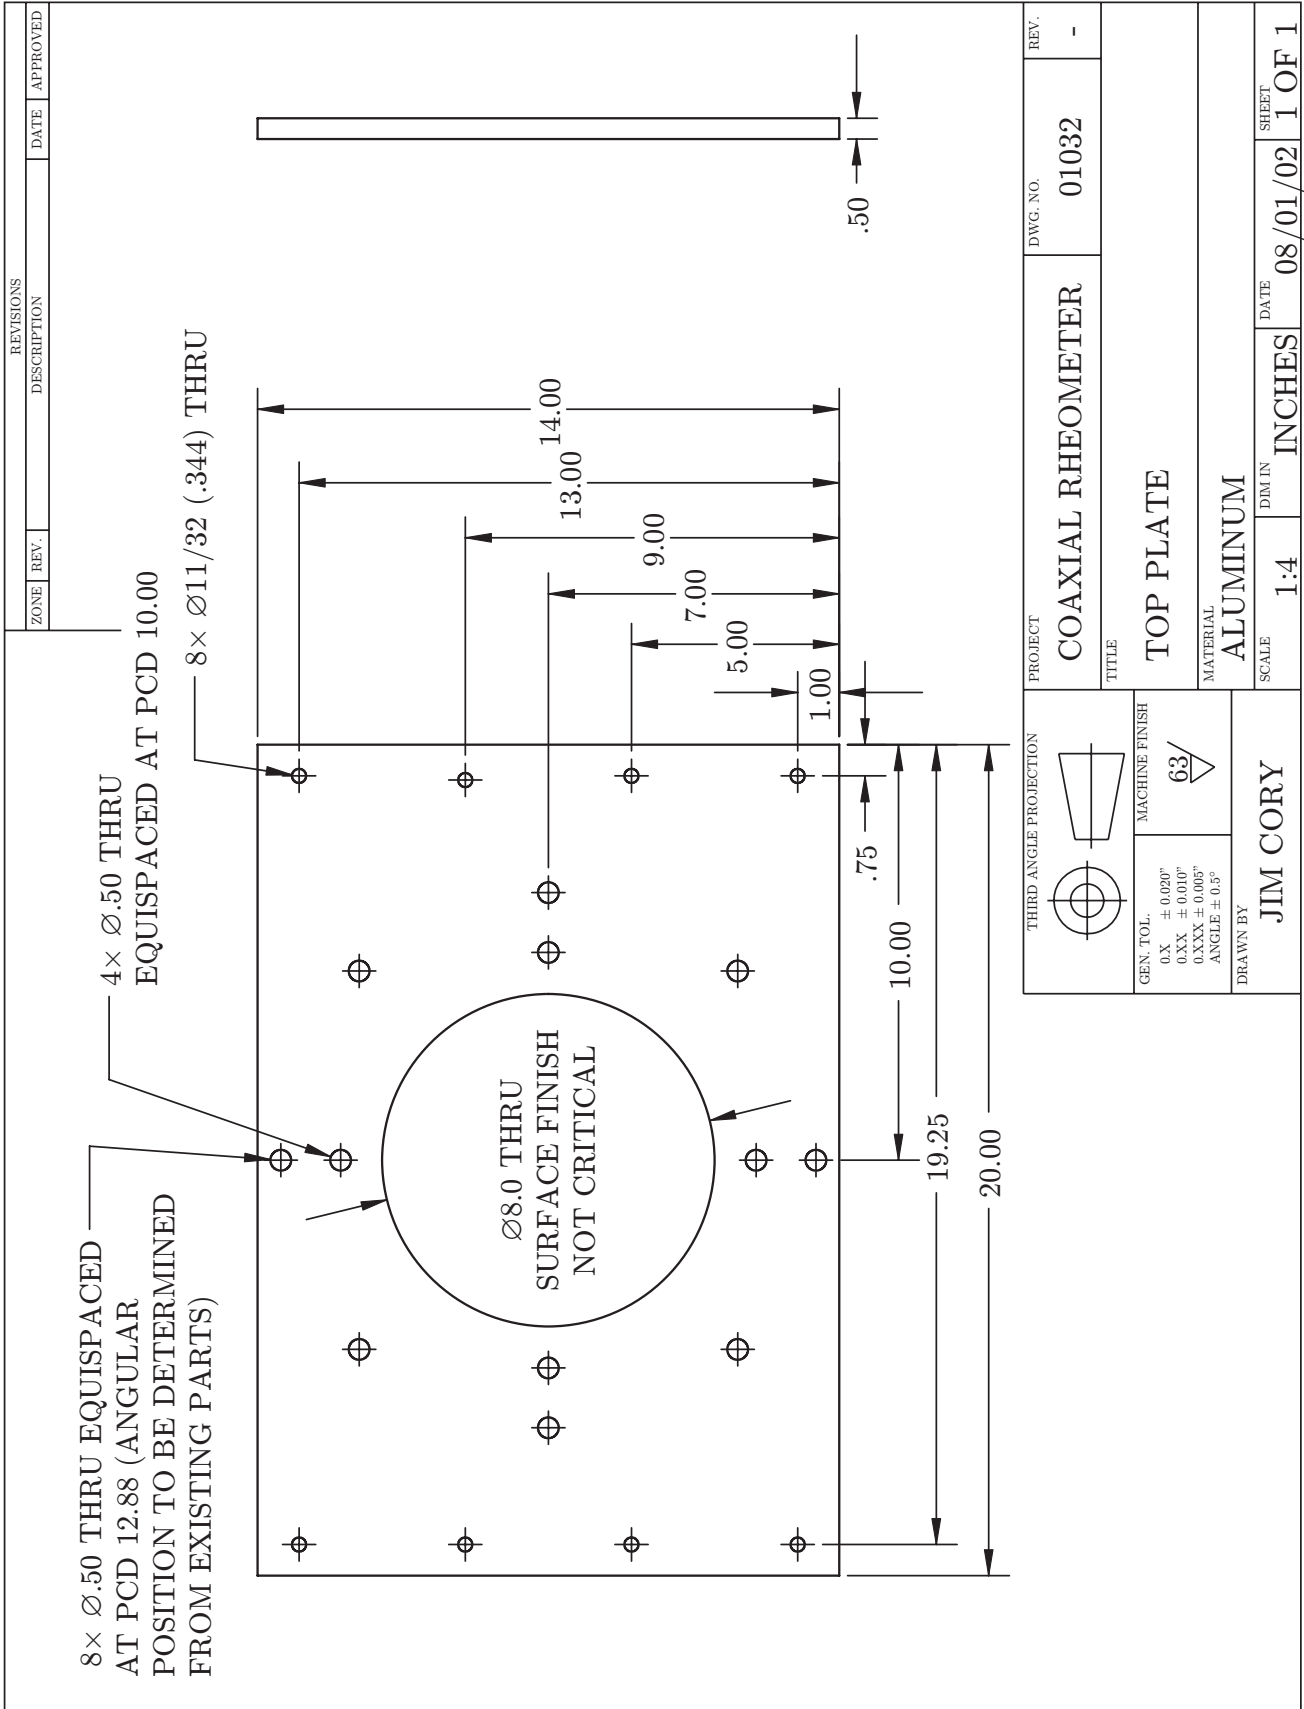 REVISIONS
ZONE REV. DESCRIPTION DATE APPROVED
8× ∅.50 THRU EQUISPACED
AT PCD 12.88 (ANGULAR
POSITION TO BE DETERMINED
FROM EXISTING PARTS)
4× ∅.50 THRU
EQUISPACED AT PCD 10.00
8× ∅11/32 (.344) THRU
∅8.0 THRU
SURFACE FINISH
NOT CRITICAL
14.00
13.00
9.00
7.00
5.00
1.00
.75
10.00
19.25
20.00
.50
THIRD ANGLE PROJECTION
GEN. TOL.
0.X ± 0.020"
0.XX ± 0.010"
0.XXX ± 0.005"
ANGLE ± 0.5°
MACHINE FINISH
63
DRAWN BY
JIM CORY
PROJECT
COAXIAL RHEOMETER
DWG. NO.
01032
REV.
-
TITLE
TOP PLATE
MATERIAL
ALUMINUM
SCALE
1:4
DIM IN
INCHES
DATE
08/01/02
SHEET
1 OF 1